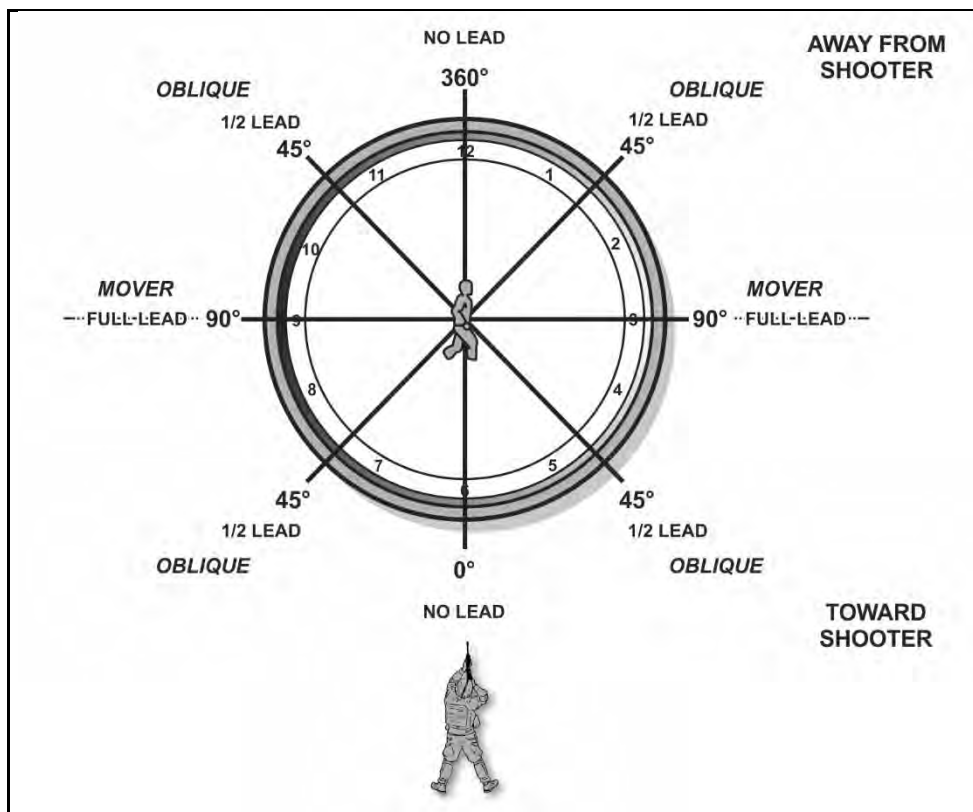 NO LEAD
AWAY FROM
SHOOTER
360°
OBLIQUE
OBLIQUE
1/2 LEAD
1/2 LEAD
45°
45°
12
11
1
10
2
MOVER
MOVER
FULL-LEAD
90°
9
3
90°
FULL-LEAD
8
4
7
5
6
45°
45°
1/2 LEAD
1/2 LEAD
OBLIQUE
OBLIQUE
0°
NO LEAD
TOWARD
SHOOTER